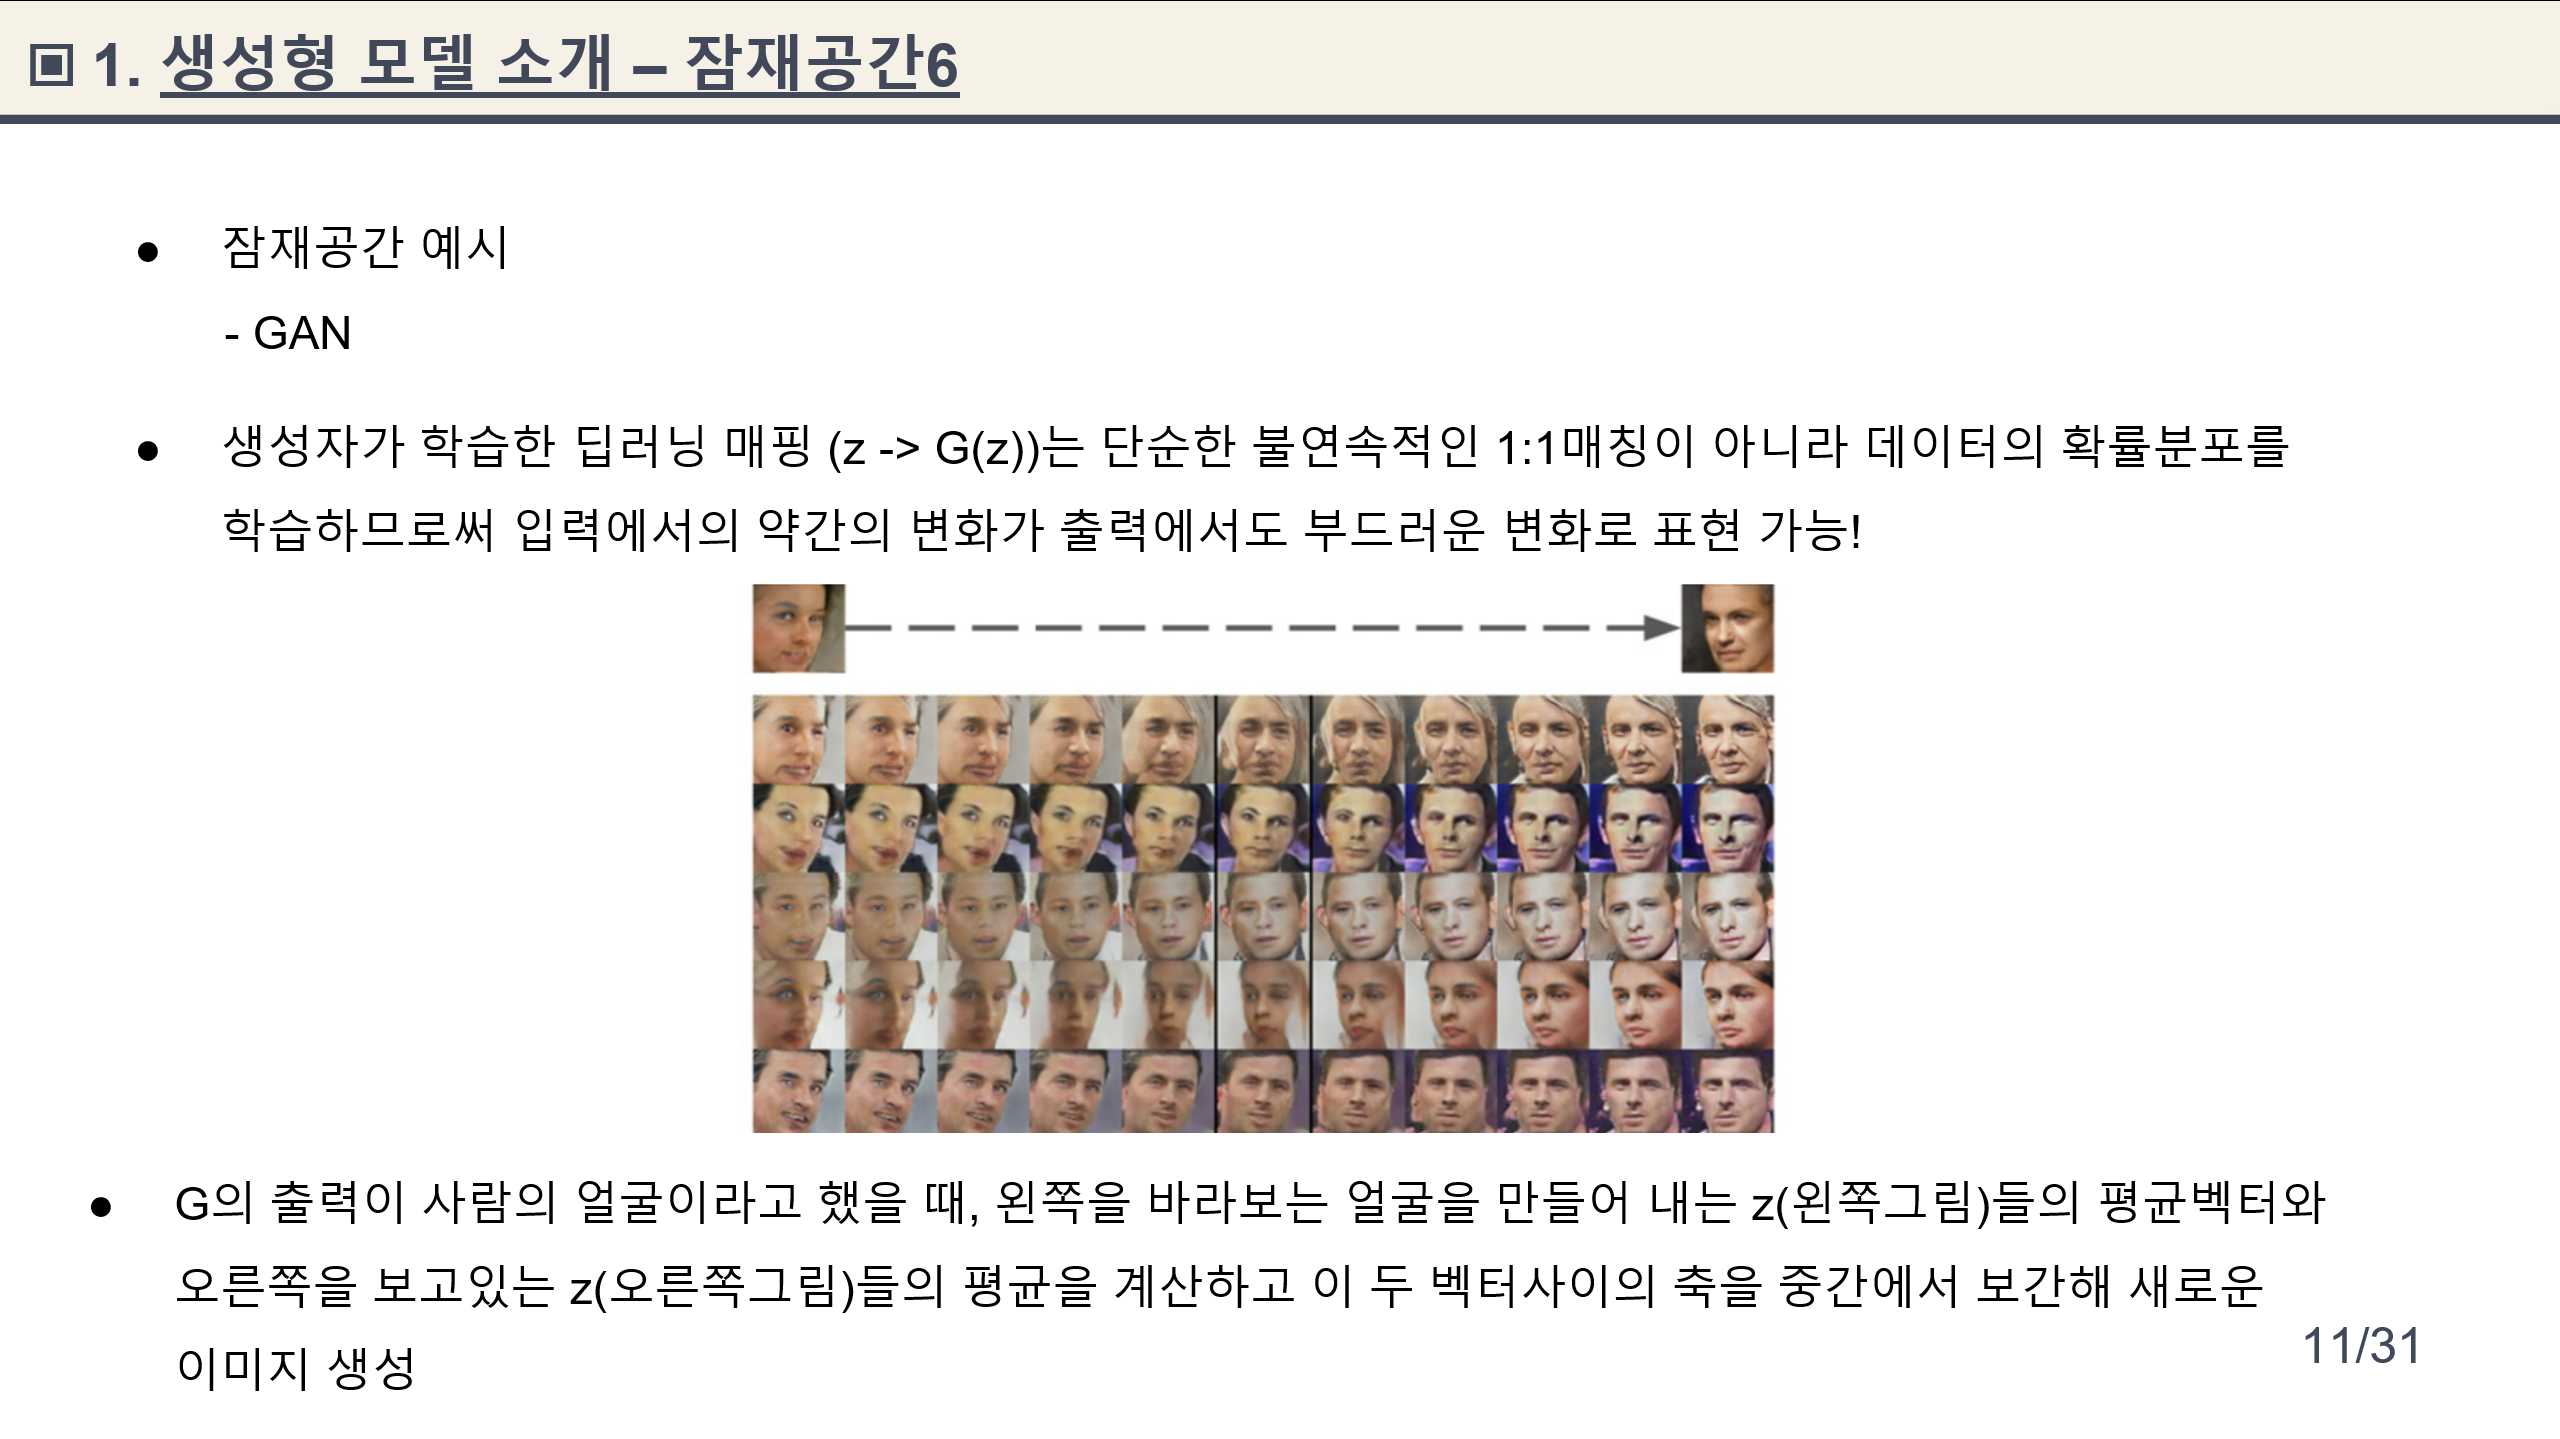 1. 생성형 모델 소개 – 잠재공간6
● 잠재공간 예시
- GAN
● 생성자가 학습한 딥러닝 매핑 (z -> G(z))는 단순한 불연속적인 1:1매칭이 아니라 데이터의 확률분포를
학습하므로써 입력에서의 약간의 변화가 출력에서도 부드러운 변화로 표현 가능!
● G의 출력이 사람의 얼굴이라고 했을 때, 왼쪽을 바라보는 얼굴을 만들어 내는 z(왼쪽그림)들의 평균벡터와
오른쪽을 보고있는 z(오른쪽그림)들의 평균을 계산하고 이 두 벡터사이의 축을 중간에서 보간해 새로운
이미지 생성
11/31